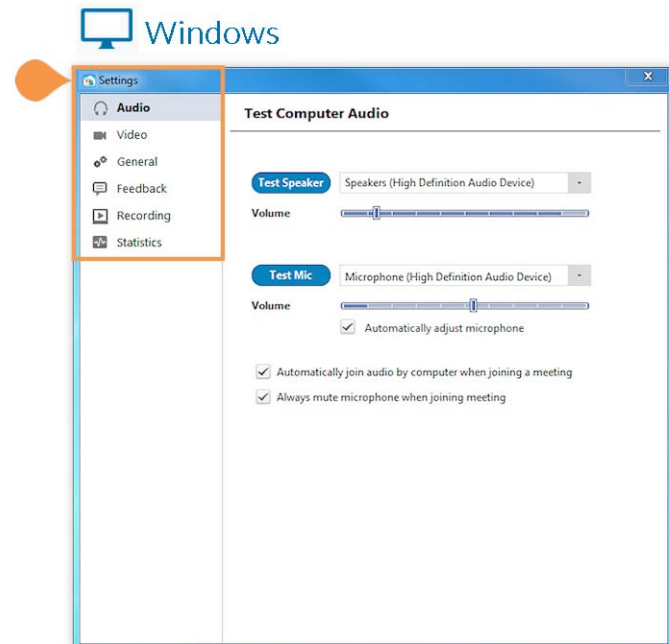 Windows
Settings
Audio
Video
General
Feedback
Recording
Statistics
Test Computer Audio
Test Speaker Speakers (High Definition Audio Device)
Volume
Test Mic Microphone (High Definition Audio Device)
Volume
Automatically adjust microphone
Automatically join audio by computer when joining a meeting
Always mute microphone when joining meeting